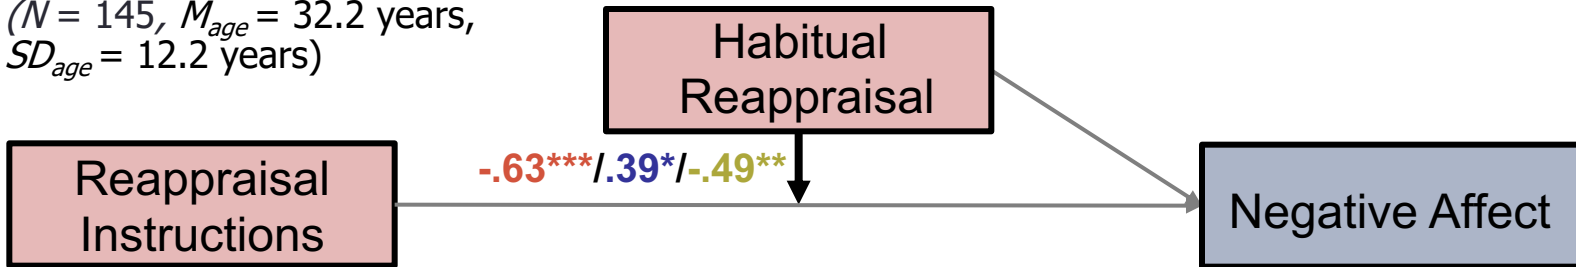 (N = 145, Mage = 32.2 years,
SDage = 12.2 years)
Habitual
Reappraisal
Reappraisal
Instructions
-.63***/.39*/-.49**
Negative Affect